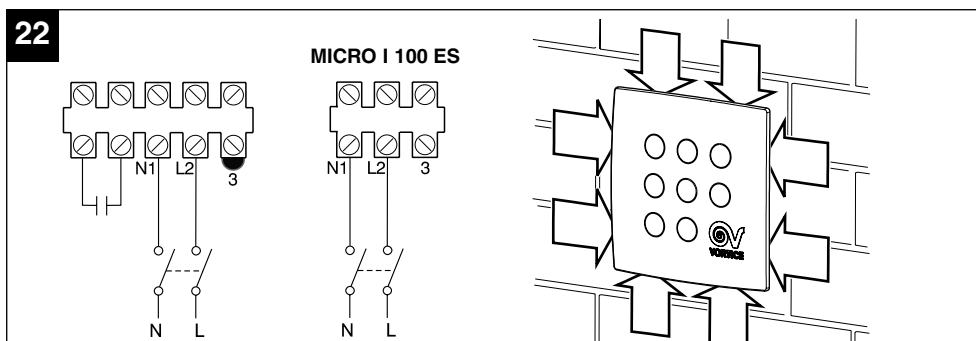 22
MICRO I 100 ES
N1 L2 3
N1 L2 3
N L
N L
VORTICE